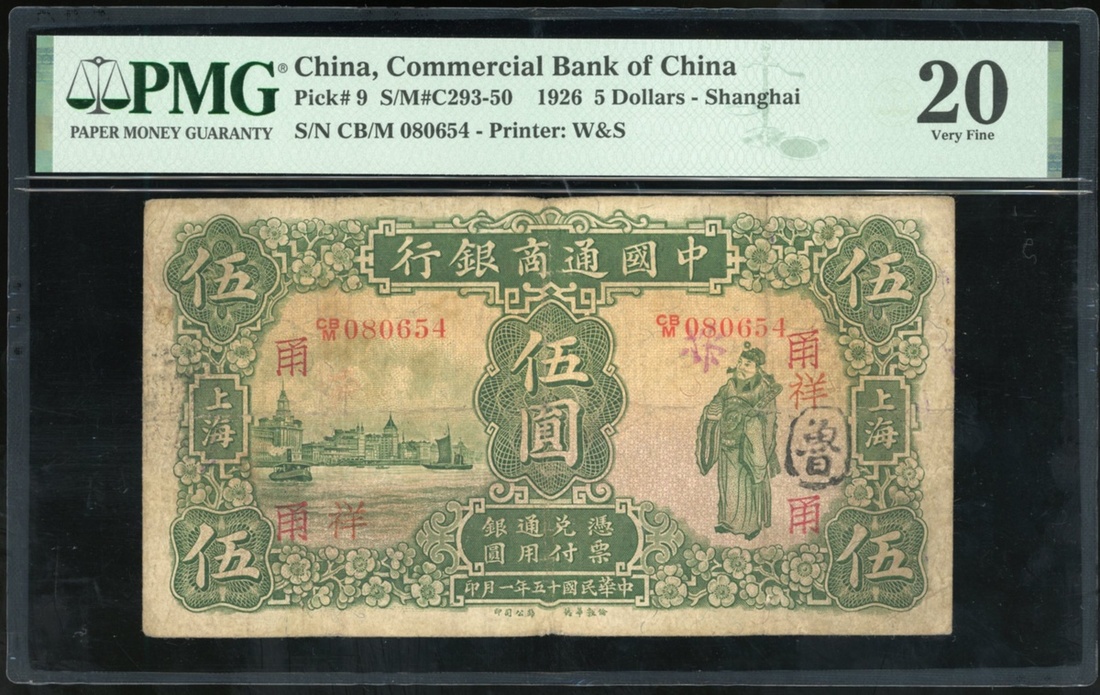 PMG®
PAPER MONEY GUARANTY
China, Commercial Bank of China
Pick# 9 S/M#C293-50 1926 5 Dollars - Shanghai
S/N CB/M 080654 - Printer: W&S
20
Very Fine
中國通商銀行
伍
伍
CB/M 080654
CB/M 080654
甬
甬
祥
伍圓
上海
上海
魯
甬
祥
甬
伍
伍
憑票
兌付
通用
銀圓
中華民國十五年一月印